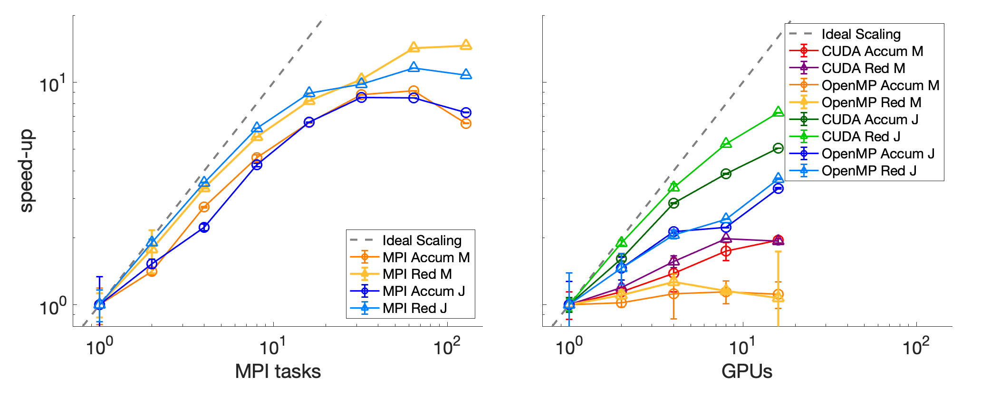 speed-up
10^1
10^0
10^0
10^1
10^2
MPI tasks
Ideal Scaling
MPI Accum M
MPI Red M
MPI Accum J
MPI Red J
Ideal Scaling
CUDA Accum M
CUDA Red M
OpenMP Accum M
OpenMP Red M
CUDA Accum J
CUDA Red J
OpenMP Accum J
OpenMP Red J
10^0
10^1
10^2
GPUs